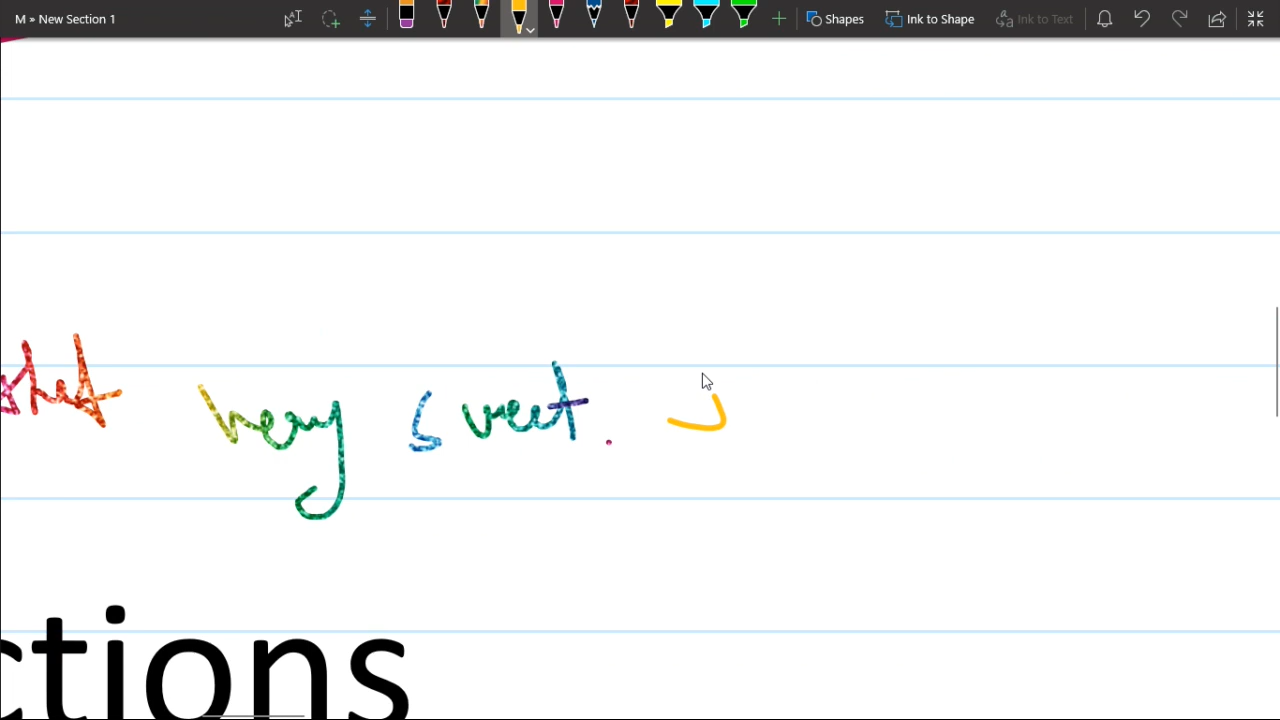 M » New Section 1 Shapes Ink to Shape Ink to Text
very sweet.
ctions